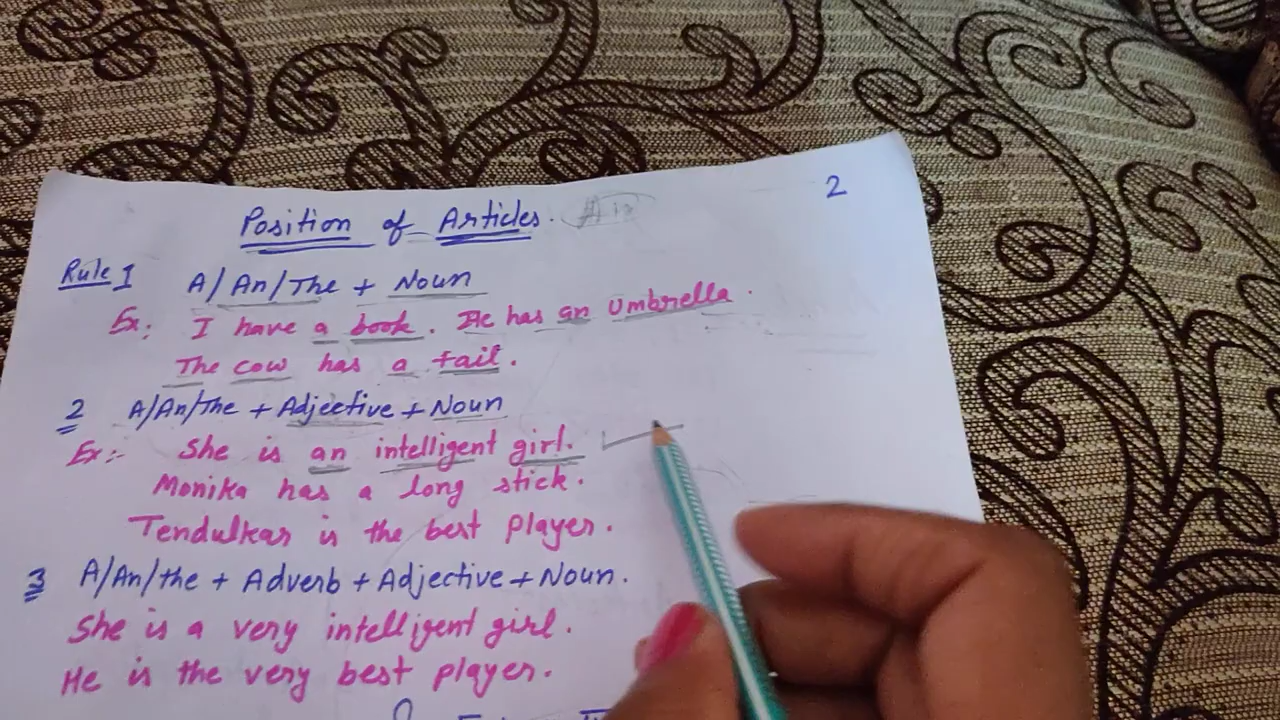 2
Position of Articles.
Rule 1 A/An/The + Noun
Ex: I have a book. He has an umbrella.
The cow has a tail.
2 A/An/The + Adjective + Noun
Ex:- She is an intelligent girl.
Monika has a long stick.
Tendulkar is the best player.
3 A/An/the + Adverb + Adjective + Noun.
She is a very intelligent girl.
He is the very best player.